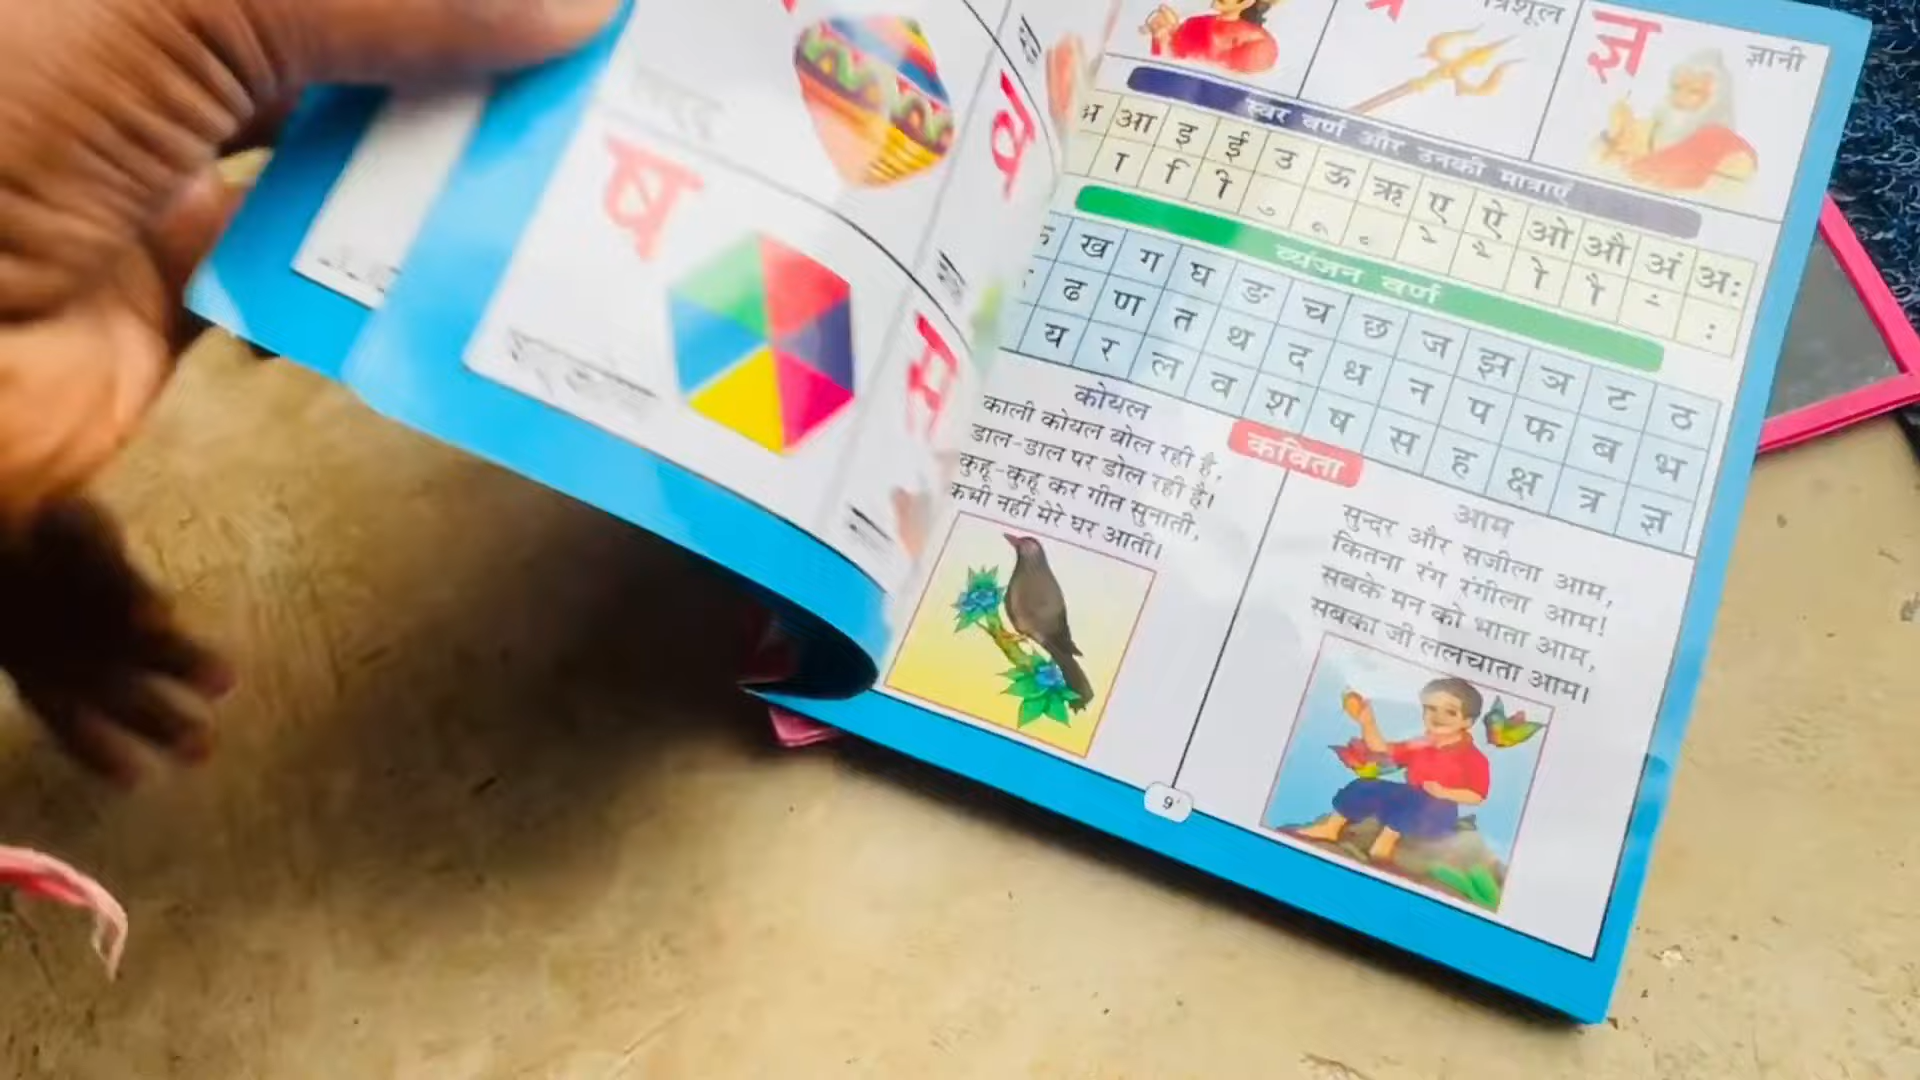 ष
त्रिशूल
ज्ञ
ज्ञानी
स्वर वर्ण और उनकी मात्राएँ
अ आ इ ई उ ऊ ऋ ए ऐ ओ औ अं अः
ा ि ी ु ू ृ े ै ो ौ ं ः
व्यंजन वर्ण
ख ग घ ङ च छ ज झ ञ ट ठ
ढ ण त थ द ध न प फ ब भ
य र ल व श ष स ह क्ष त्र ज्ञ
कविता
कोयल
काली कोयल बोल रही है,
डाल-डाल पर डोल रही है।
कुहू-कुहू कर गीत सुनाती,
कभी नहीं मेरे घर आती।
आम
सुन्दर और सजीला आम,
कितना रंग रंगीला आम!
सबके मन को भाता आम,
सबका जी ललचाता आम।
9